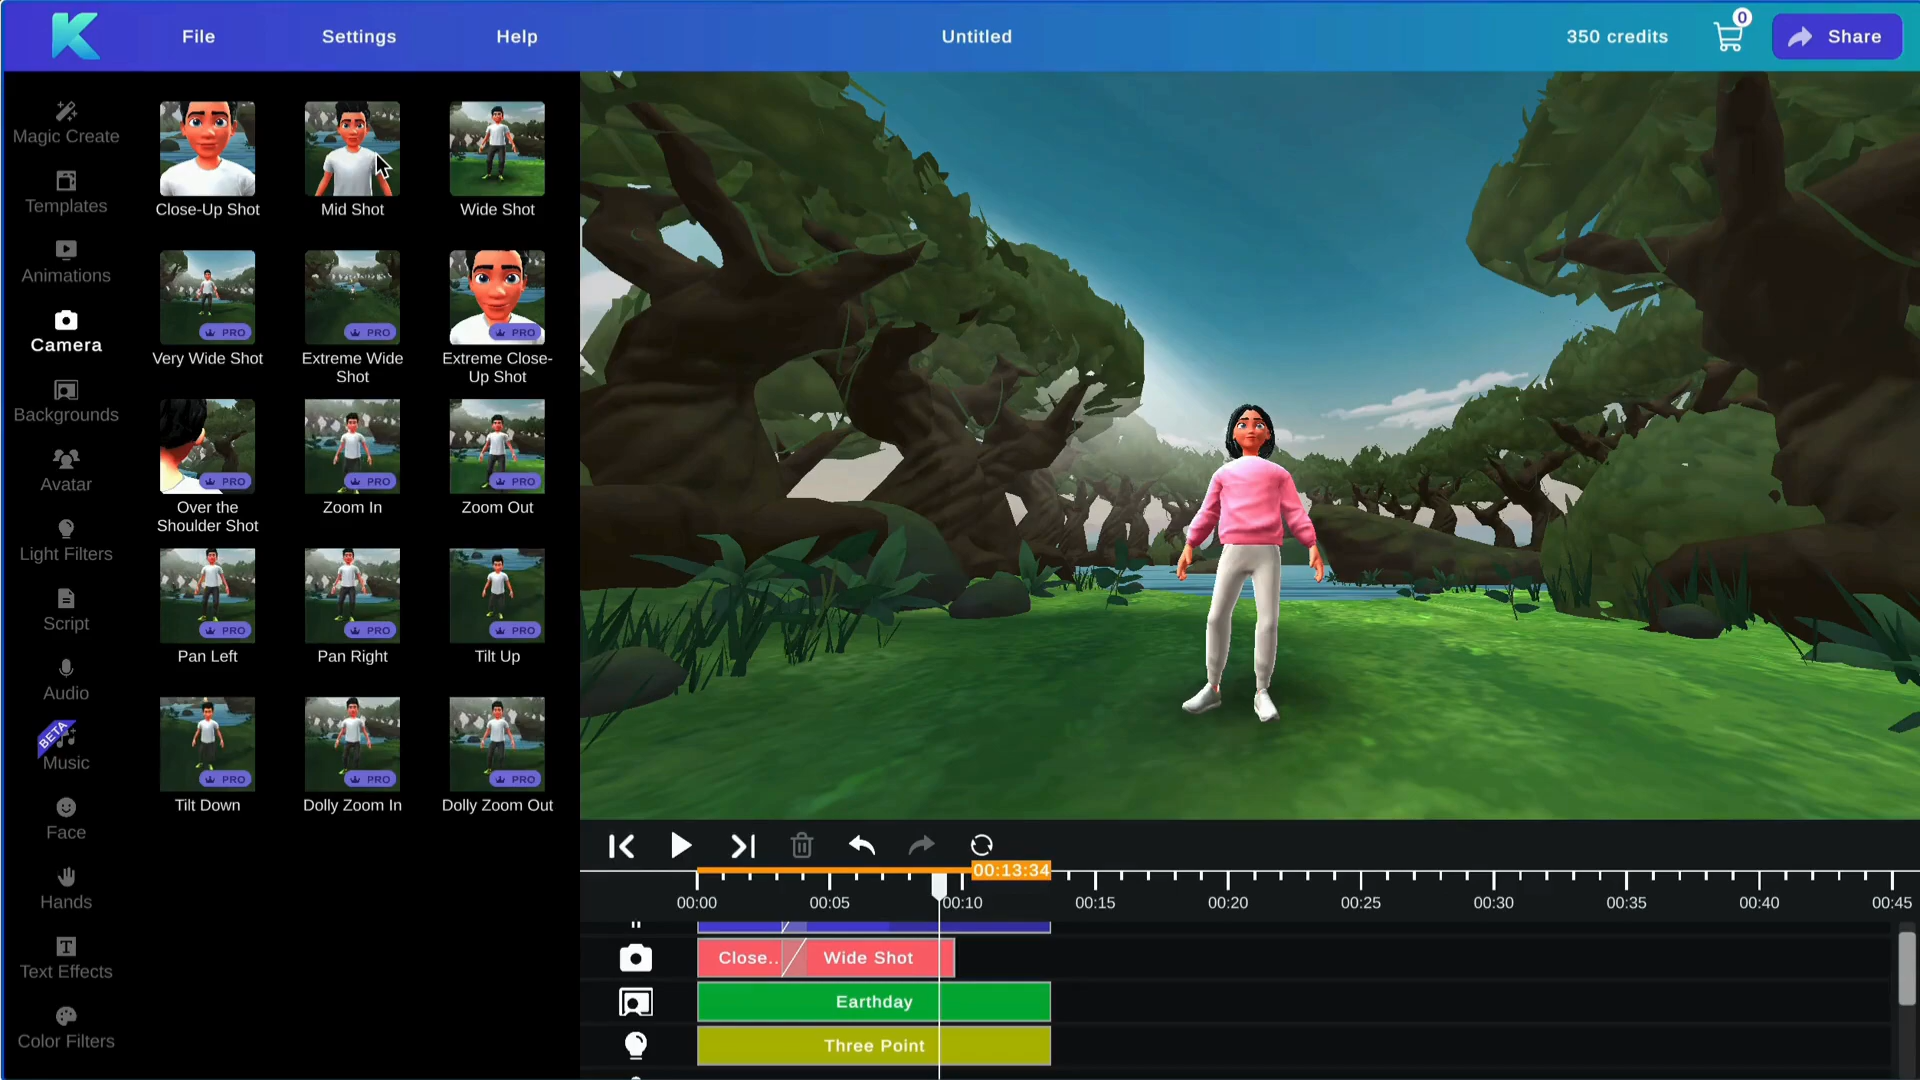 File
Settings
Help
Untitled
350 credits
0
Share
Magic Create
Templates
Animations
Camera
Backgrounds
Avatar
Light Filters
Script
Audio
BETA
Music
Face
Hands
Text Effects
Color Filters
Close-Up Shot
Mid Shot
Wide Shot
PRO
PRO
PRO
Very Wide Shot
Extreme Wide
Shot
Extreme Close-
Up Shot
PRO
PRO
PRO
Over the
Shoulder Shot
Zoom In
Zoom Out
PRO
PRO
PRO
Pan Left
Pan Right
Tilt Up
PRO
PRO
PRO
Tilt Down
Dolly Zoom In
Dolly Zoom Out
00:13:34
00:00
00:05
00:10
00:15
00:20
00:25
00:30
00:35
00:40
00:45
Close..
Wide Shot
Earthday
Three Point